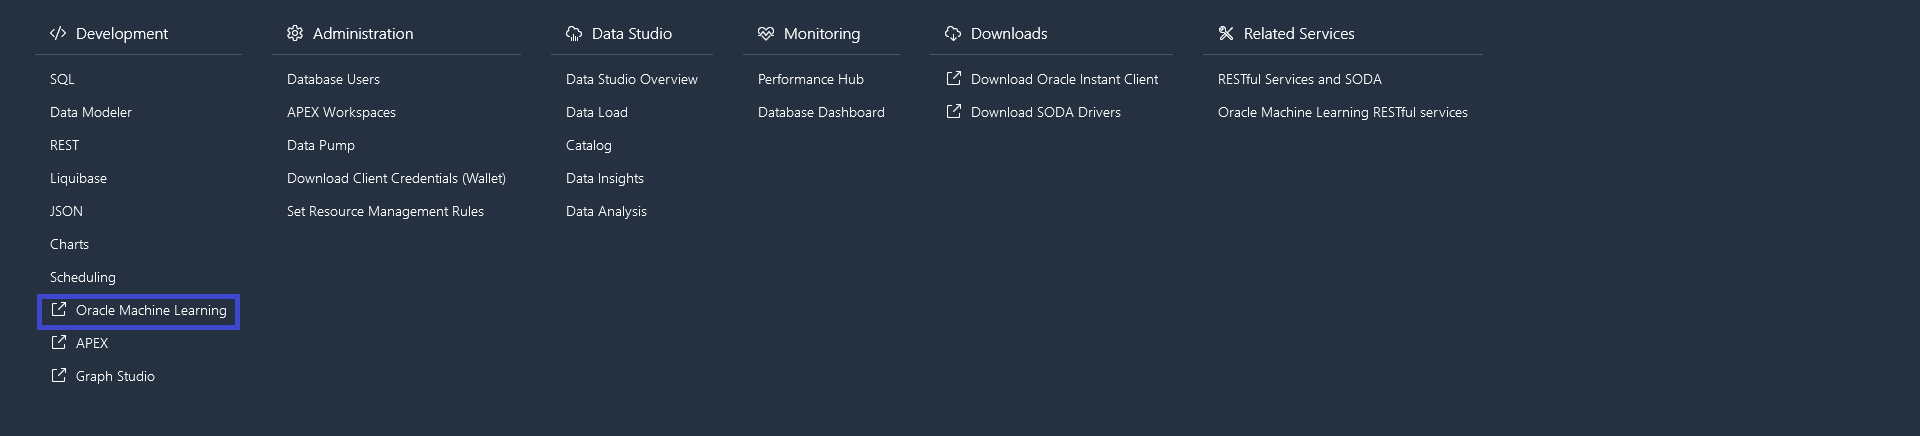 Development
SQL
Data Modeler
REST
Liquibase
JSON
Charts
Scheduling
Oracle Machine Learning
APEX
Graph Studio
Administration
Database Users
APEX Workspaces
Data Pump
Download Client Credentials (Wallet)
Set Resource Management Rules
Data Studio
Data Studio Overview
Data Load
Catalog
Data Insights
Data Analysis
Monitoring
Performance Hub
Database Dashboard
Downloads
Download Oracle Instant Client
Download SODA Drivers
Related Services
RESTful Services and SODA
Oracle Machine Learning RESTful services